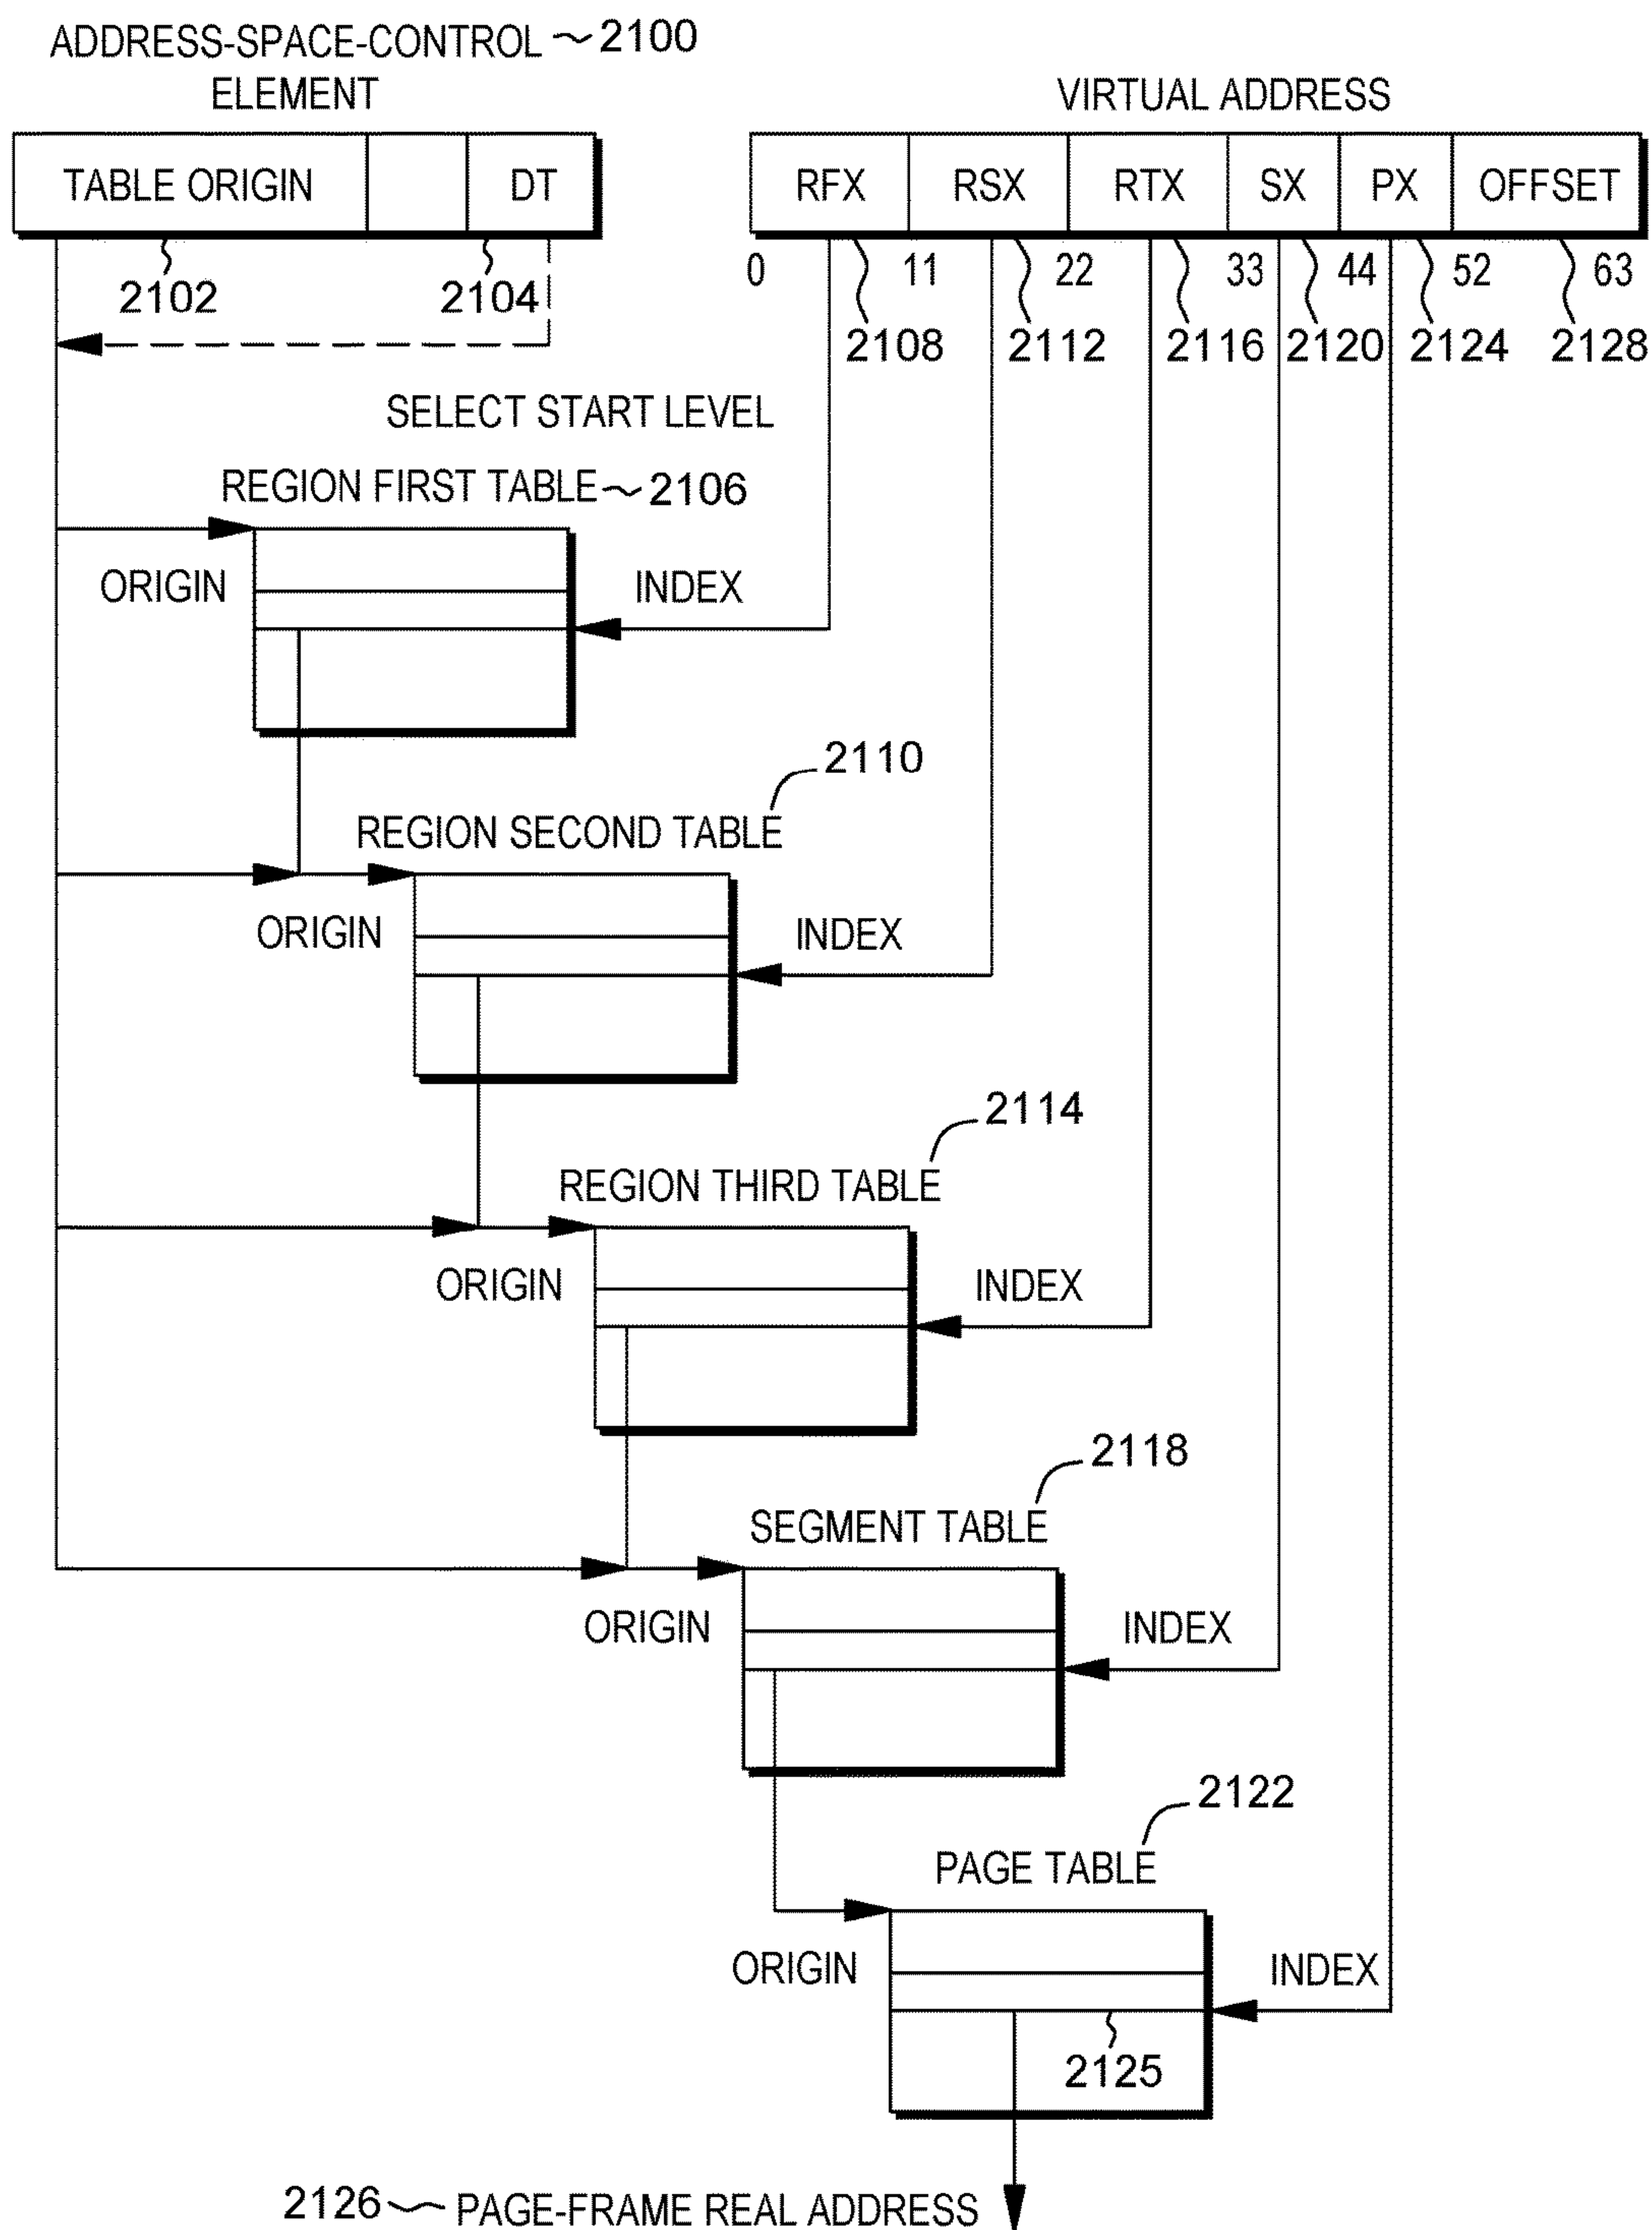 ADDRESS-SPACE-CONTROL 2100
ELEMENT
VIRTUAL ADDRESS
TABLE ORIGIN DT
RFX RSX RTX SX PX OFFSET
0 11 22 33 44 52 63
2102 2104
2108 2112 2116 2120 2124 2128
SELECT START LEVEL
REGION FIRST TABLE 2106
ORIGIN INDEX
2110
REGION SECOND TABLE
ORIGIN INDEX
2114
REGION THIRD TABLE
ORIGIN INDEX
2118
SEGMENT TABLE
ORIGIN INDEX
2122
PAGE TABLE
ORIGIN INDEX
2125
2126 PAGE-FRAME REAL ADDRESS